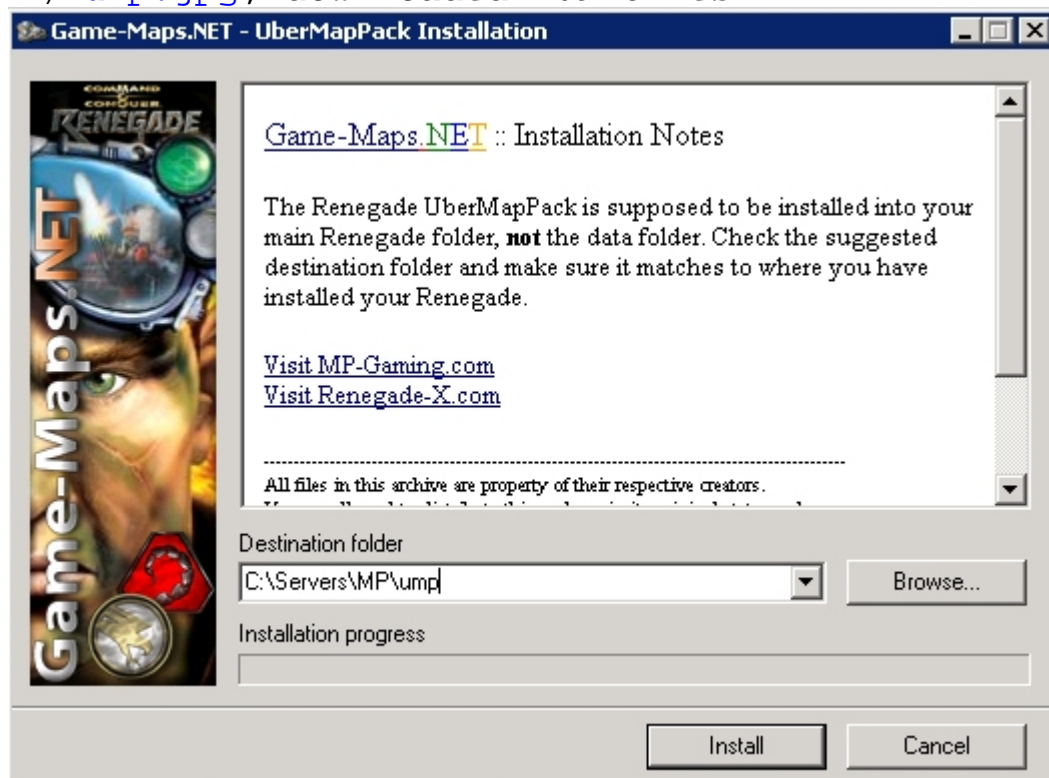 Game-Maps.NET - UberMapPack Installation
COMMAND
CONQUER
RENEGADE
Game-Maps.NET
Game-Maps.NET :: Installation Notes
The Renegade UberMapPack is supposed to be installed into your
main Renegade folder, not the data folder. Check the suggested
destination folder and make sure it matches to where you have
installed your Renegade.
Visit MP-Gaming.com
Visit Renegade-X.com
All files in this archive are property of their respective creators.
Destination folder
C:\Servers\MP\ump
Browse...
Installation progress
Install
Cancel